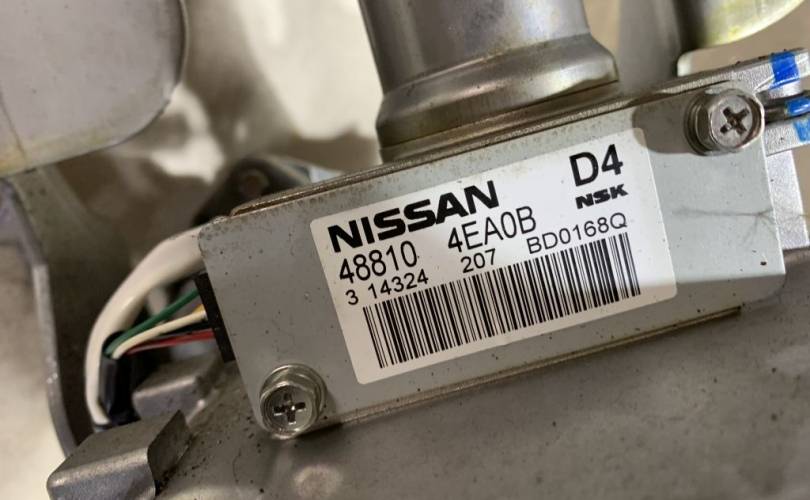 NISSAN D4
NSK
48810 4EA0B
3 14324 207 BD0168Q